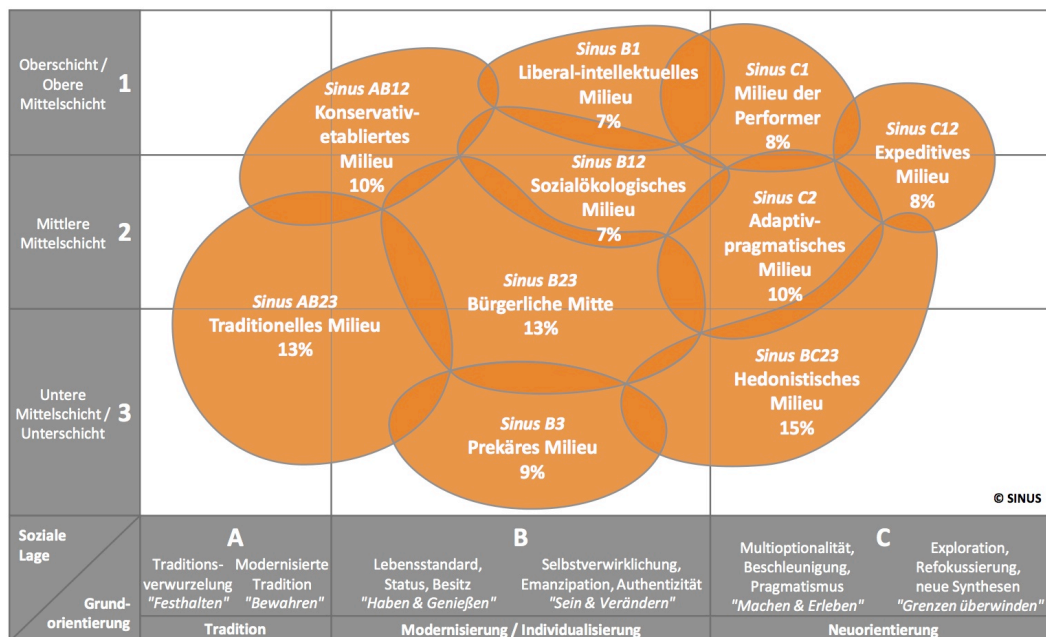 Oberschicht /
Obere
Mittelschicht
1
Mittlere
Mittelschicht
2
Untere
Mittelschicht /
Unterschicht
3
Sinus AB12
Konservativ-
etabliertes
Milieu
10%
Sinus B1
Liberal-intellektuelles
Milieu
7%
Sinus C1
Milieu der
Performer
8%
Sinus C12
Expeditives
Milieu
8%
Sinus B12
Sozialökologisches
Milieu
7%
Sinus C2
Adaptiv-
pragmatisches
Milieu
10%
Sinus AB23
Traditionelles Milieu
13%
Sinus B23
Bürgerliche Mitte
13%
Sinus BC23
Hedonistisches
Milieu
15%
Sinus B3
Prekäres Milieu
9%
© SINUS
Soziale
Lage
Grund-
orientierung
A
Traditions-
verwurzelung
"Festhalten"
Modernisierte
Tradition
"Bewahren"
Tradition
B
Lebensstandard,
Status, Besitz
"Haben & Genießen"
Selbstverwirklichung,
Emanzipation, Authentizität
"Sein & Verändern"
Modernisierung / Individualisierung
C
Multioptionalität,
Beschleunigung,
Pragmatismus
"Machen & Erleben"
Exploration,
Refokussierung,
neue Synthesen
"Grenzen überwinden"
Neuorientierung